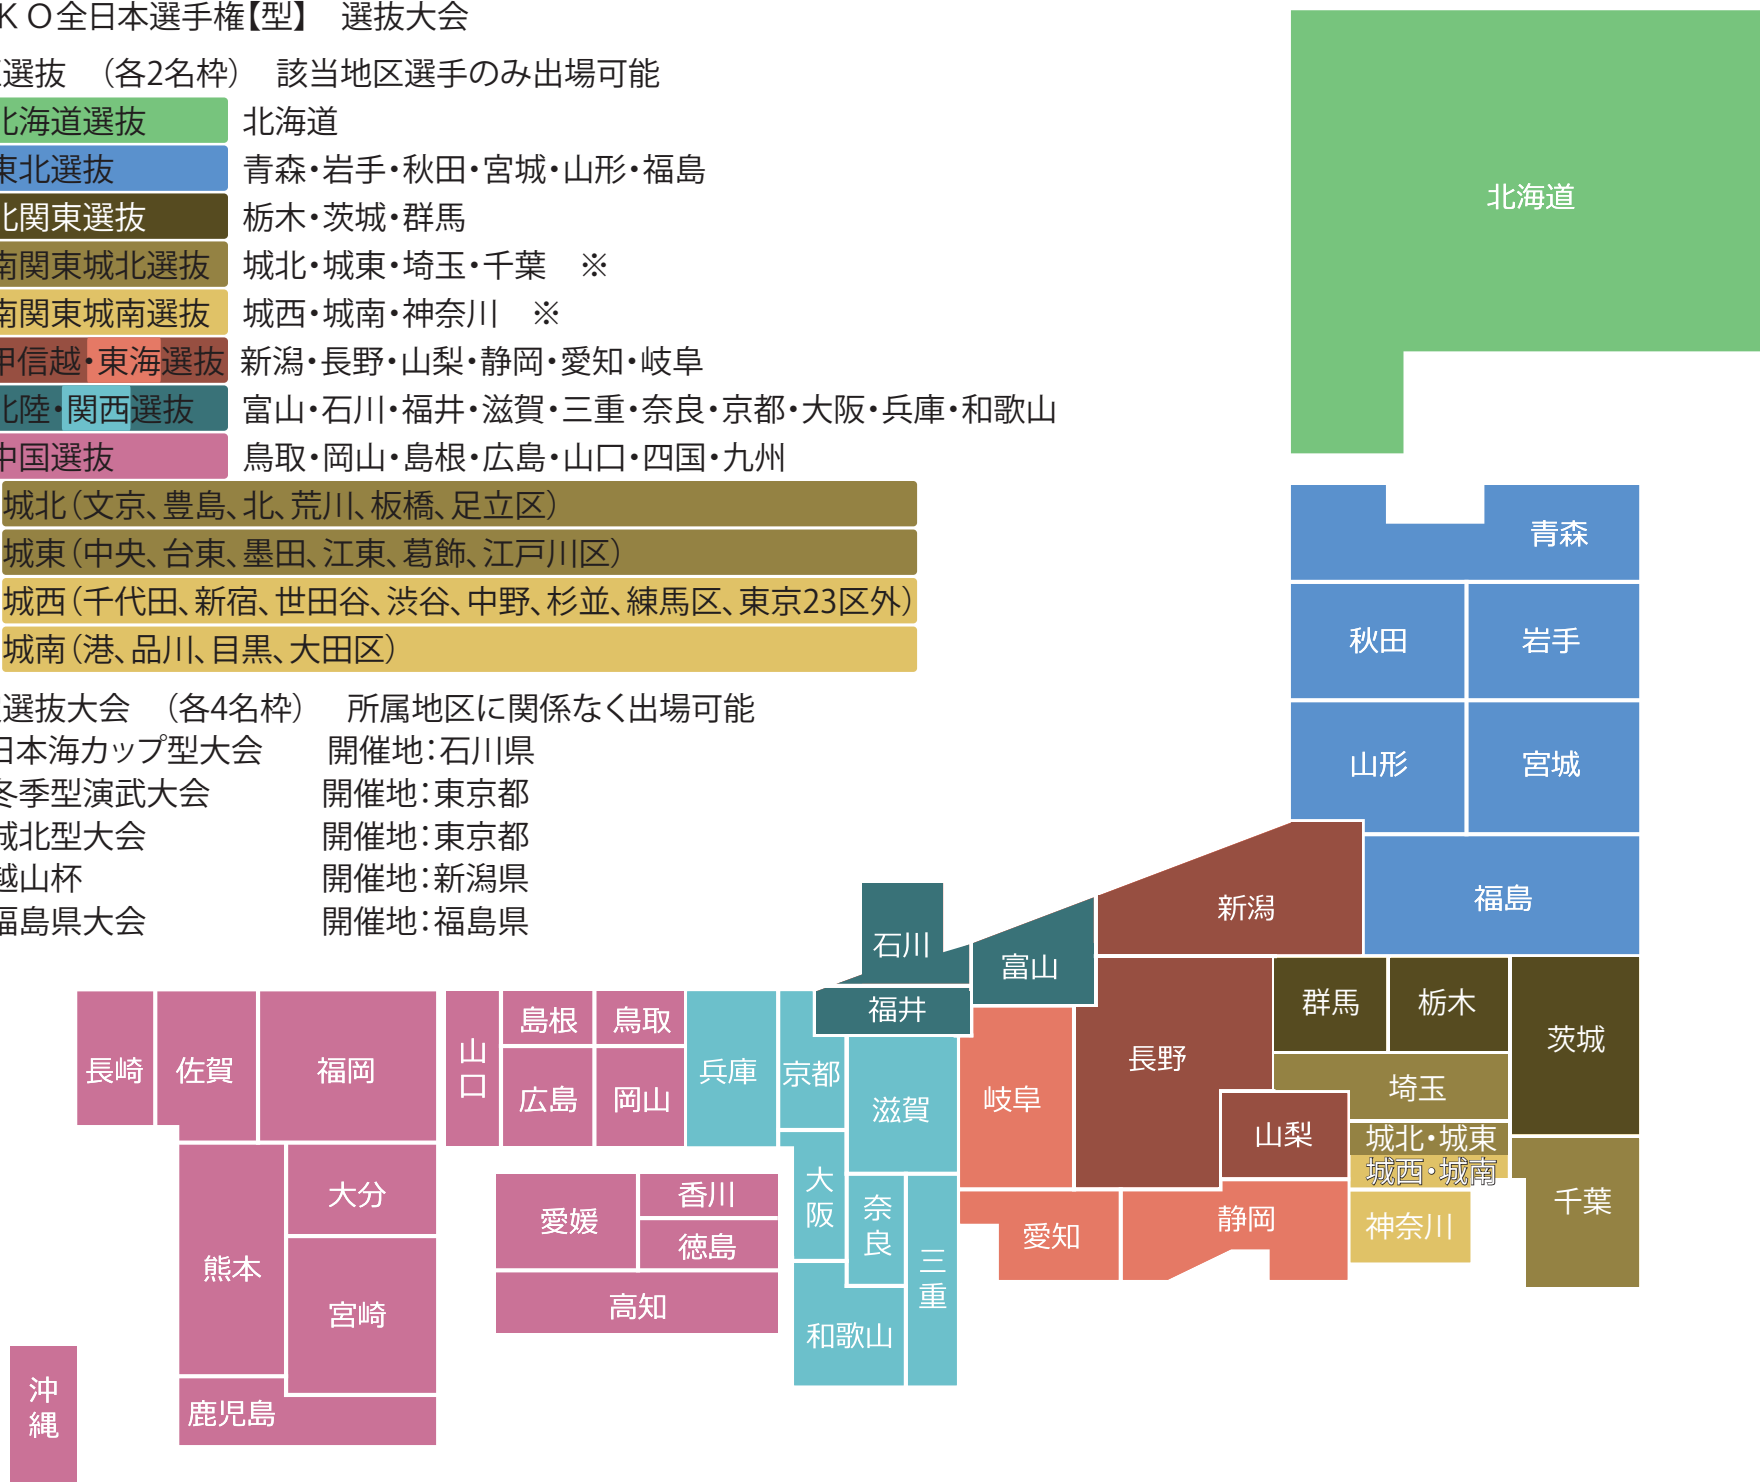 ＫＯ全日本選手権【型】　選抜大会
選抜　（各2名枠）　該当地区選手のみ出場可能
北海道選抜　北海道
東北選抜　青森・岩手・秋田・宮城・山形・福島
北関東選抜　栃木・茨城・群馬
南関東城北選抜　城北・城東・埼玉・千葉　※
南関東城南選抜　城西・城南・神奈川　※
甲信越・東海選抜　新潟・長野・山梨・静岡・愛知・岐阜
北陸・関西選抜　富山・石川・福井・滋賀・三重・奈良・京都・大阪・兵庫・和歌山
中国選抜　鳥取・岡山・島根・広島・山口・四国・九州
城北（文京、豊島、北、荒川、板橋、足立区）
城東（中央、台東、墨田、江東、葛飾、江戸川区）
城西（千代田、新宿、世田谷、渋谷、中野、杉並、練馬区、東京23区外）
城南（港、品川、目黒、大田区）
選抜大会　（各4名枠）　所属地区に関係なく出場可能
日本海カップ型大会　開催地：石川県
冬季型演武大会　開催地：東京都
城北型大会　開催地：東京都
越山杯　開催地：新潟県
福島県大会　開催地：福島県
北海道
青森
秋田
岩手
山形
宮城
福島
新潟
石川
富山
福井
群馬
栃木
茨城
長野
埼玉
山梨
城北・城東
城西・城南
千葉
神奈川
岐阜
愛知
静岡
滋賀
京都
兵庫
大阪
奈良
三重
和歌山
鳥取
島根
岡山
広島
山口
香川
愛媛
徳島
高知
福岡
佐賀
長崎
大分
熊本
宮崎
鹿児島
沖縄